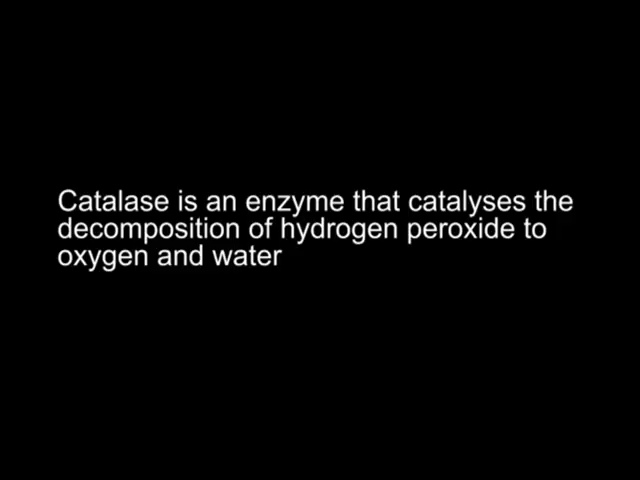 Catalase is an enzyme that catalyses the
decomposition of hydrogen peroxide to
oxygen and water